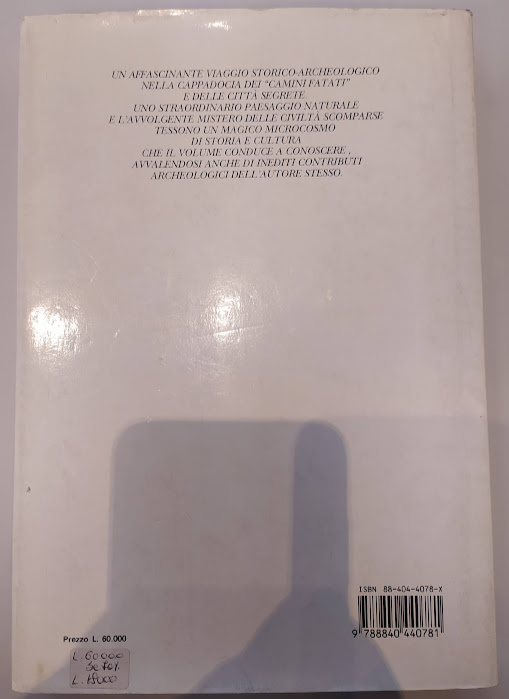 UN AFFASCINANTE VIAGGIO STORICO-ARCHEOLOGICO
NELLA CAPPADOCIA DEI "CAMINI FATATI"
E DELLE CITTÀ SEGRETE.
UNO STRAORDINARIO PAESAGGIO NATURALE
E L'AVVOLGENTE MISTERO DELLE CIVILTÀ SCOMPARSE
TESSONO UN MAGICO MICROCOSMO
DI STORIA E CULTURA
CHE IL VOLUME CONDUCE A CONOSCERE ,
AVVALENDOSI ANCHE DI INEDITI CONTRIBUTI
ARCHEOLOGICI DELL'AUTORE STESSO.
ISBN 88-404-4078-X
9 788840 440781
Prezzo L. 60.000
L. 60000
L. 18000